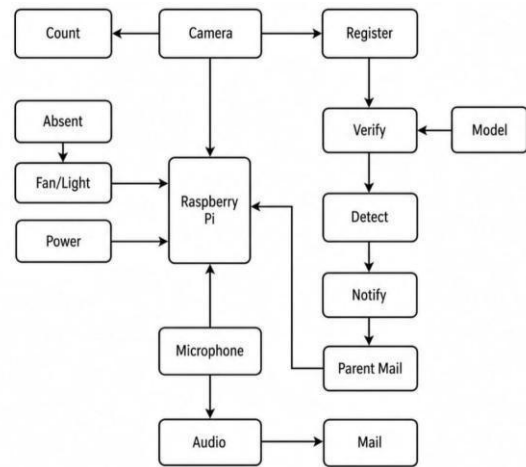 Count
Camera
Register
Absent
Verify
Model
Fan/Light
Raspberry
Pi
Power
Detect
Notify
Microphone
Parent Mail
Audio
Mail